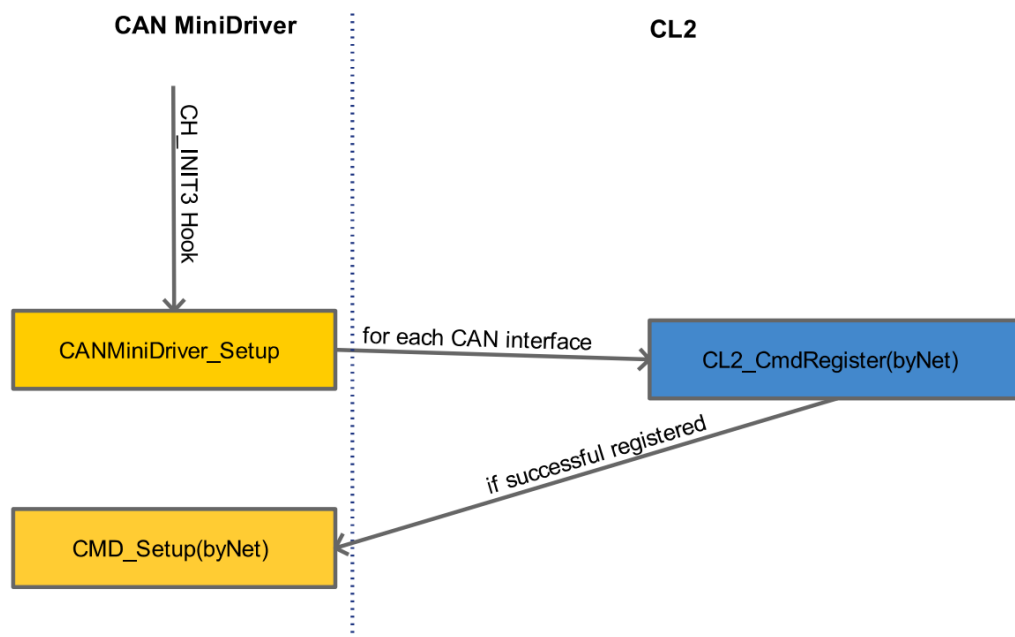 CAN MiniDriver
CL2
CH_INIT3 Hook
CANMiniDriver_Setup
for each CAN interface
CL2_CmdRegister(byNet)
if successful registered
CMD_Setup(byNet)